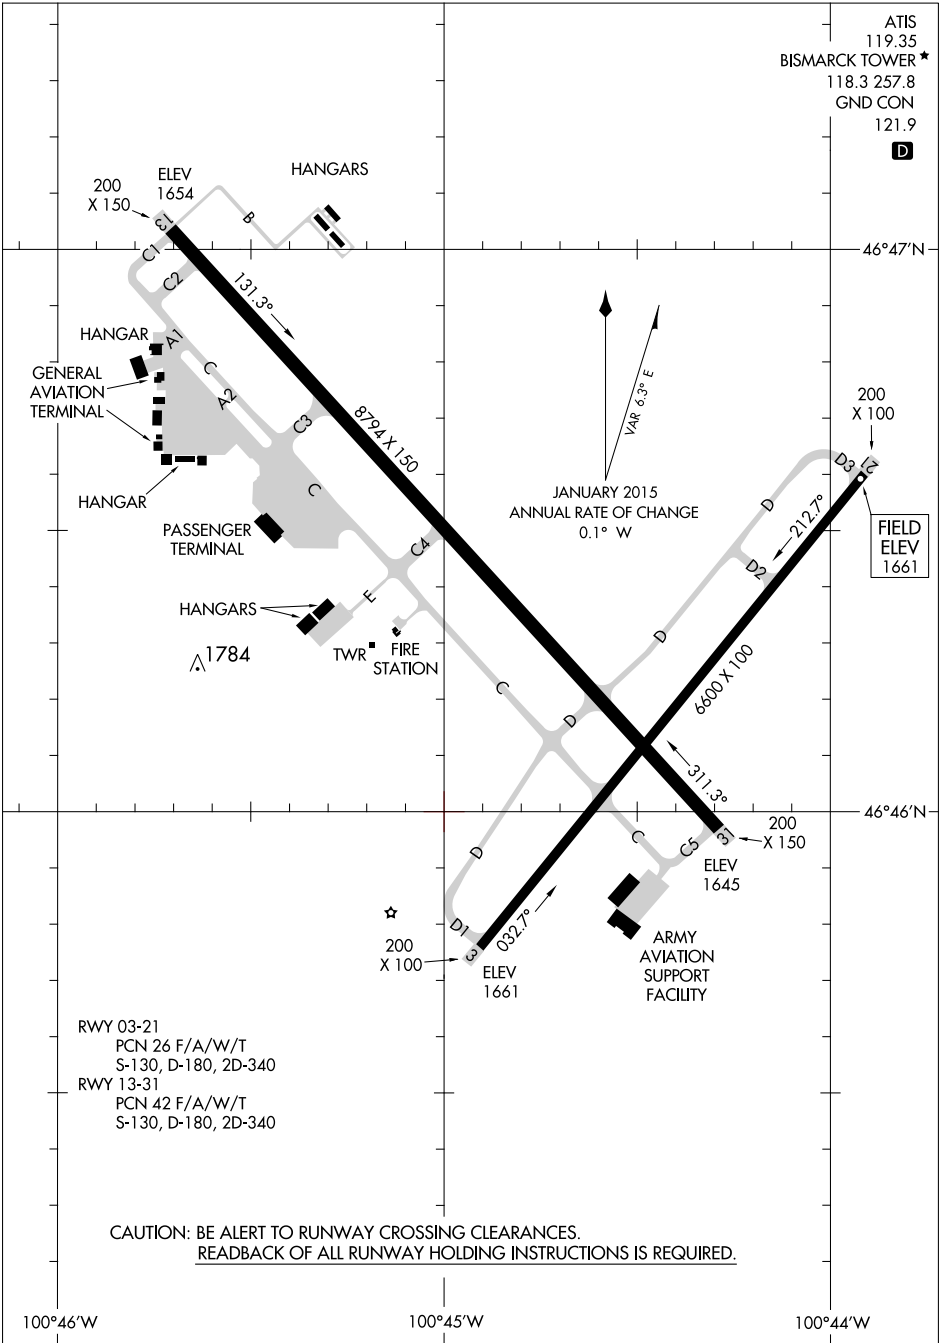 ATIS
119.35
BISMARCK TOWER
118.3 257.8
GND CON
121.9
D
HANGARS
ELEV
1654
200
X 150
13
B
C1
C2
46°47'N
131.3°
HANGAR
A1
GENERAL
AVIATION
TERMINAL
C
A2
C3
8794 X 150
VAR 6.3° E
JANUARY 2015
ANNUAL RATE OF CHANGE
0.1° W
200
X 100
21
D3
HANGAR
C
D
212.7°
FIELD
ELEV
1661
PASSENGER
TERMINAL
C4
D2
E
HANGARS
1784
TWR
FIRE
STATION
D
6600 X 100
C
D
311.3°
46°46'N
31
200
X 150
C
C5
ELEV
1645
D
D1
032.7°
200
X 100
3
ELEV
1661
ARMY
AVIATION
SUPPORT
FACILITY
RWY 03-21
PCN 26 F/A/W/T
S-130, D-180, 2D-340
RWY 13-31
PCN 42 F/A/W/T
S-130, D-180, 2D-340
CAUTION: BE ALERT TO RUNWAY CROSSING CLEARANCES.
READBACK OF ALL RUNWAY HOLDING INSTRUCTIONS IS REQUIRED.
100°46'W
100°45'W
100°44'W